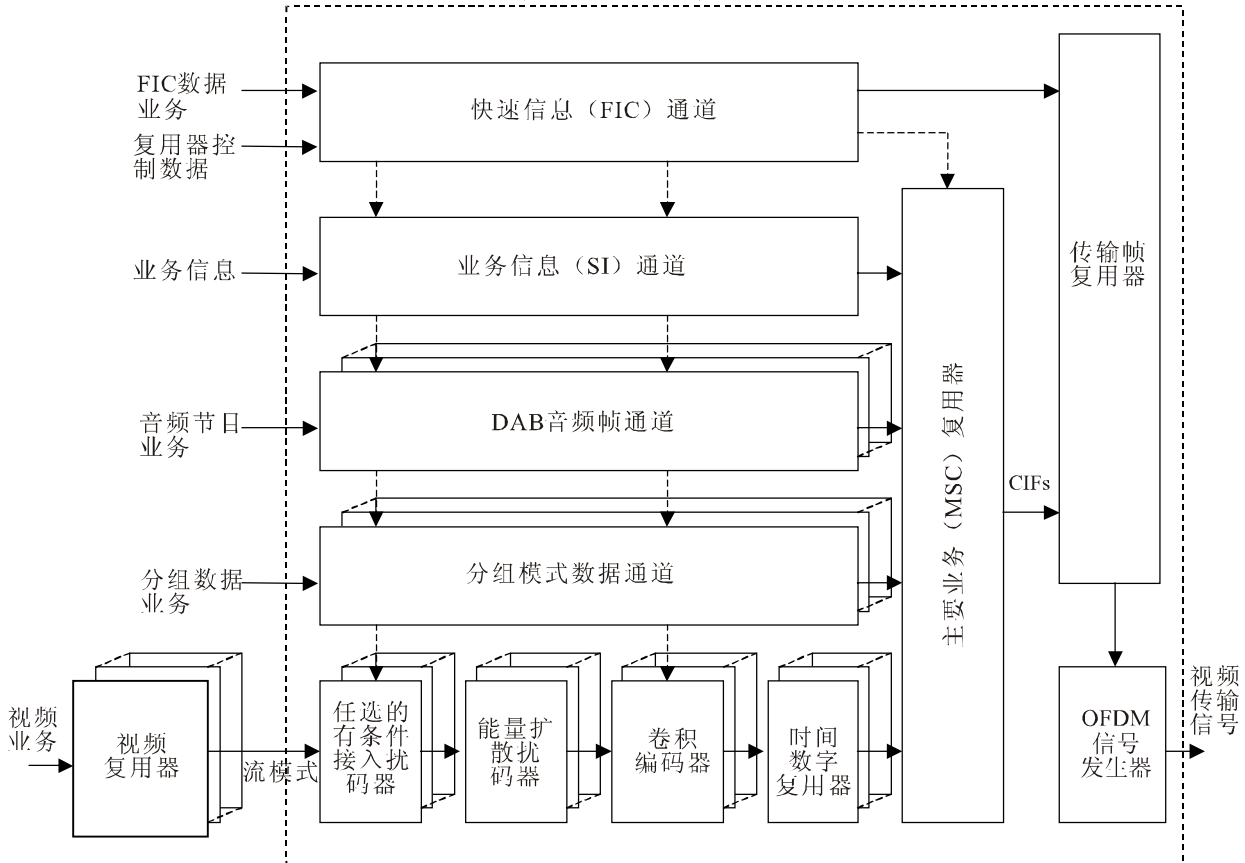 FIC数据
业务
快速信息（FIC）通道
复用器控
制数据
业务信息
业务信息（SI）通道
传输帧
复用器
音频节目
业务
DAB音频帧通道
主要业务（MSC）复用器
CIFs
分组数据
业务
分组模式数据通道
视频
业务
视频
复用器
流模式
任选的
有条件
接入扰
码器
能量扩
散扰
码器
卷积
编码器
时间
数字
复用器
OFDM
信号
发生器
视频
传输
信号